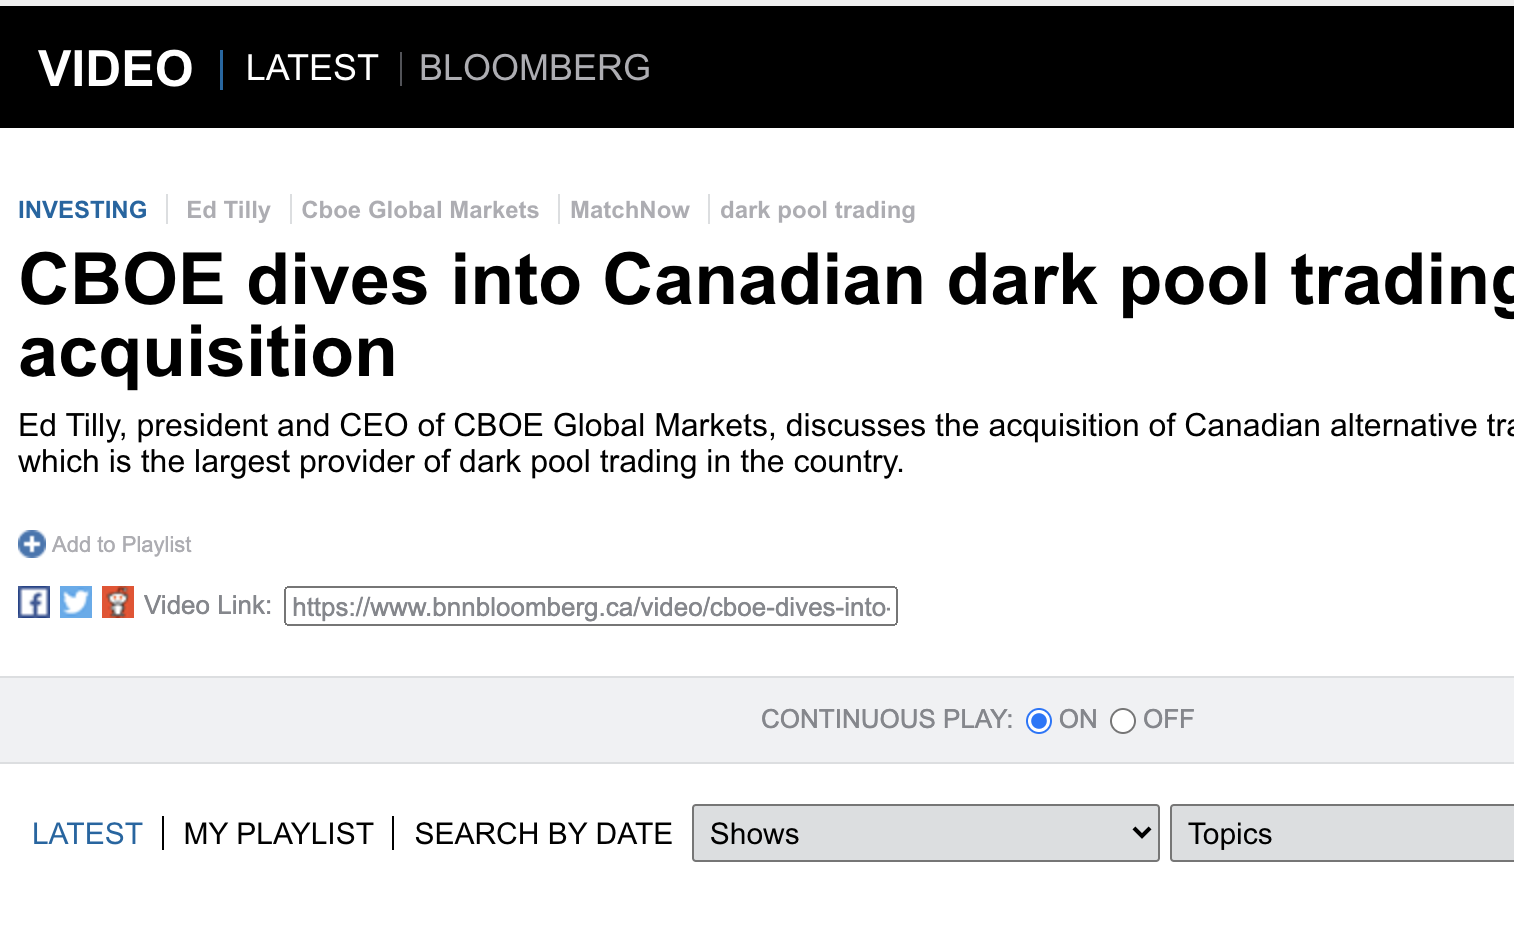 VIDEO LATEST BLOOMBERG
INVESTING Ed Tilly Cboe Global Markets MatchNow dark pool trading
CBOE dives into Canadian dark pool trading
acquisition
Ed Tilly, president and CEO of CBOE Global Markets, discusses the acquisition of Canadian alternative
which is the largest provider of dark pool trading in the country.
Add to Playlist
Video Link: https://www.bnnbloomberg.ca/video/cboe-dives-into-
CONTINUOUS PLAY: ON OFF
LATEST MY PLAYLIST SEARCH BY DATE Shows Topics